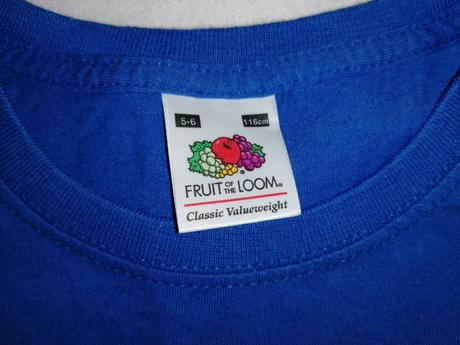 5-6 116cm
FRUIT OF THE LOOM®
Classic Valueweight